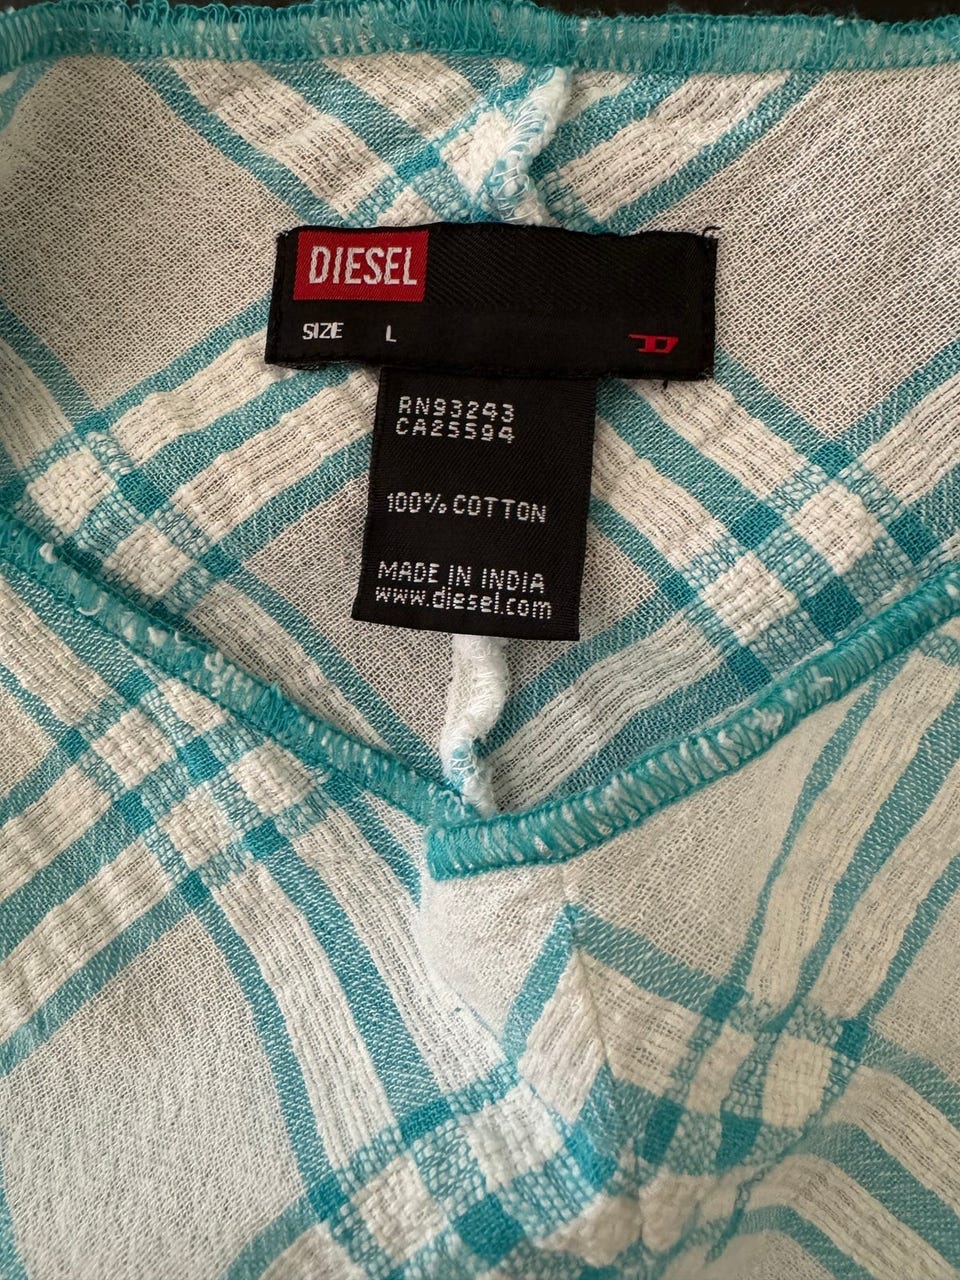 DIESEL
SIZE L
RN93243
CA25594
100% COTTON
MADE IN INDIA
www.diesel.com